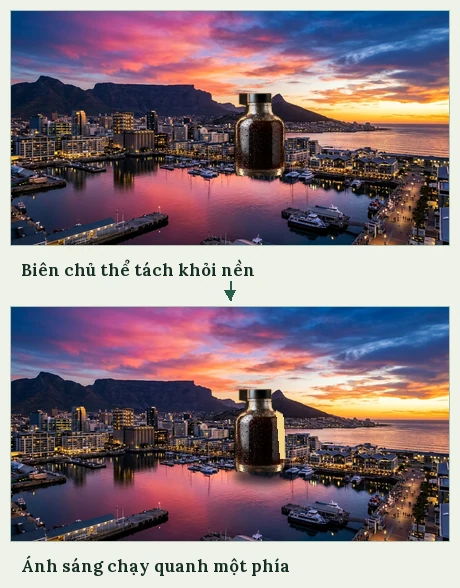 Biên chủ thể tách khỏi nền
Ánh sáng chạy quanh một phía